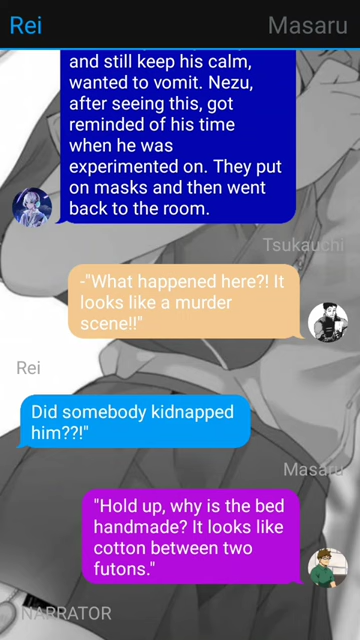 Rei
Masaru
and still keep his calm,
wanted to vomit. Nezu,
after seeing this, got
reminded of his time
when he was
experimented on. They put
on masks and then went
back to the room.
Tsukauchi
-"What happened here?! It
looks like a murder
scene!!"
Rei
Did somebody kidnapped
him??!"
Masaru
"Hold up, why is the bed
handmade? It looks like
cotton between two
futons."
NARRATOR